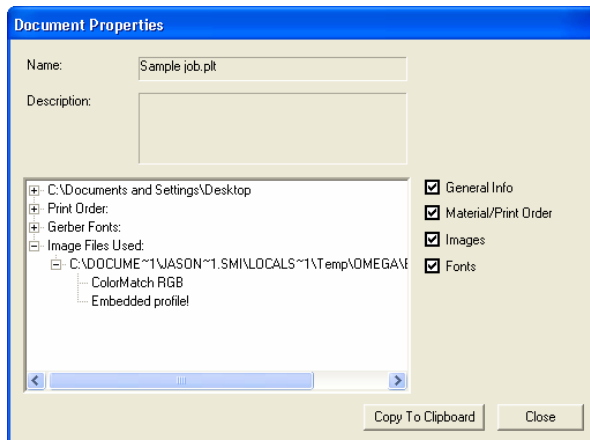 Document Properties
Name:
Sample job.plt
Description:
C:\Documents and Settings\Desktop
Print Order:
Gerber Fonts:
Image Files Used:
C:\DOCUME~1\JASON~1.SMI\LOCALS~1\Temp\OMEGA\
ColorMatch RGB
Embedded profile!
General Info
Material/Print Order
Images
Fonts
Copy To Clipboard
Close